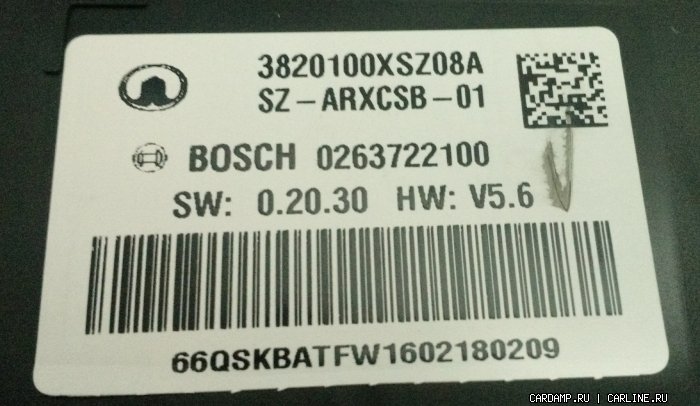 3820100XSZ08A
SZ-ARXCSB-01
BOSCH 0263722100
SW: 0.20.30 HW: V5.6
66QSKBATFW1602180209
CARDAMP.RU | CARLINE.RU